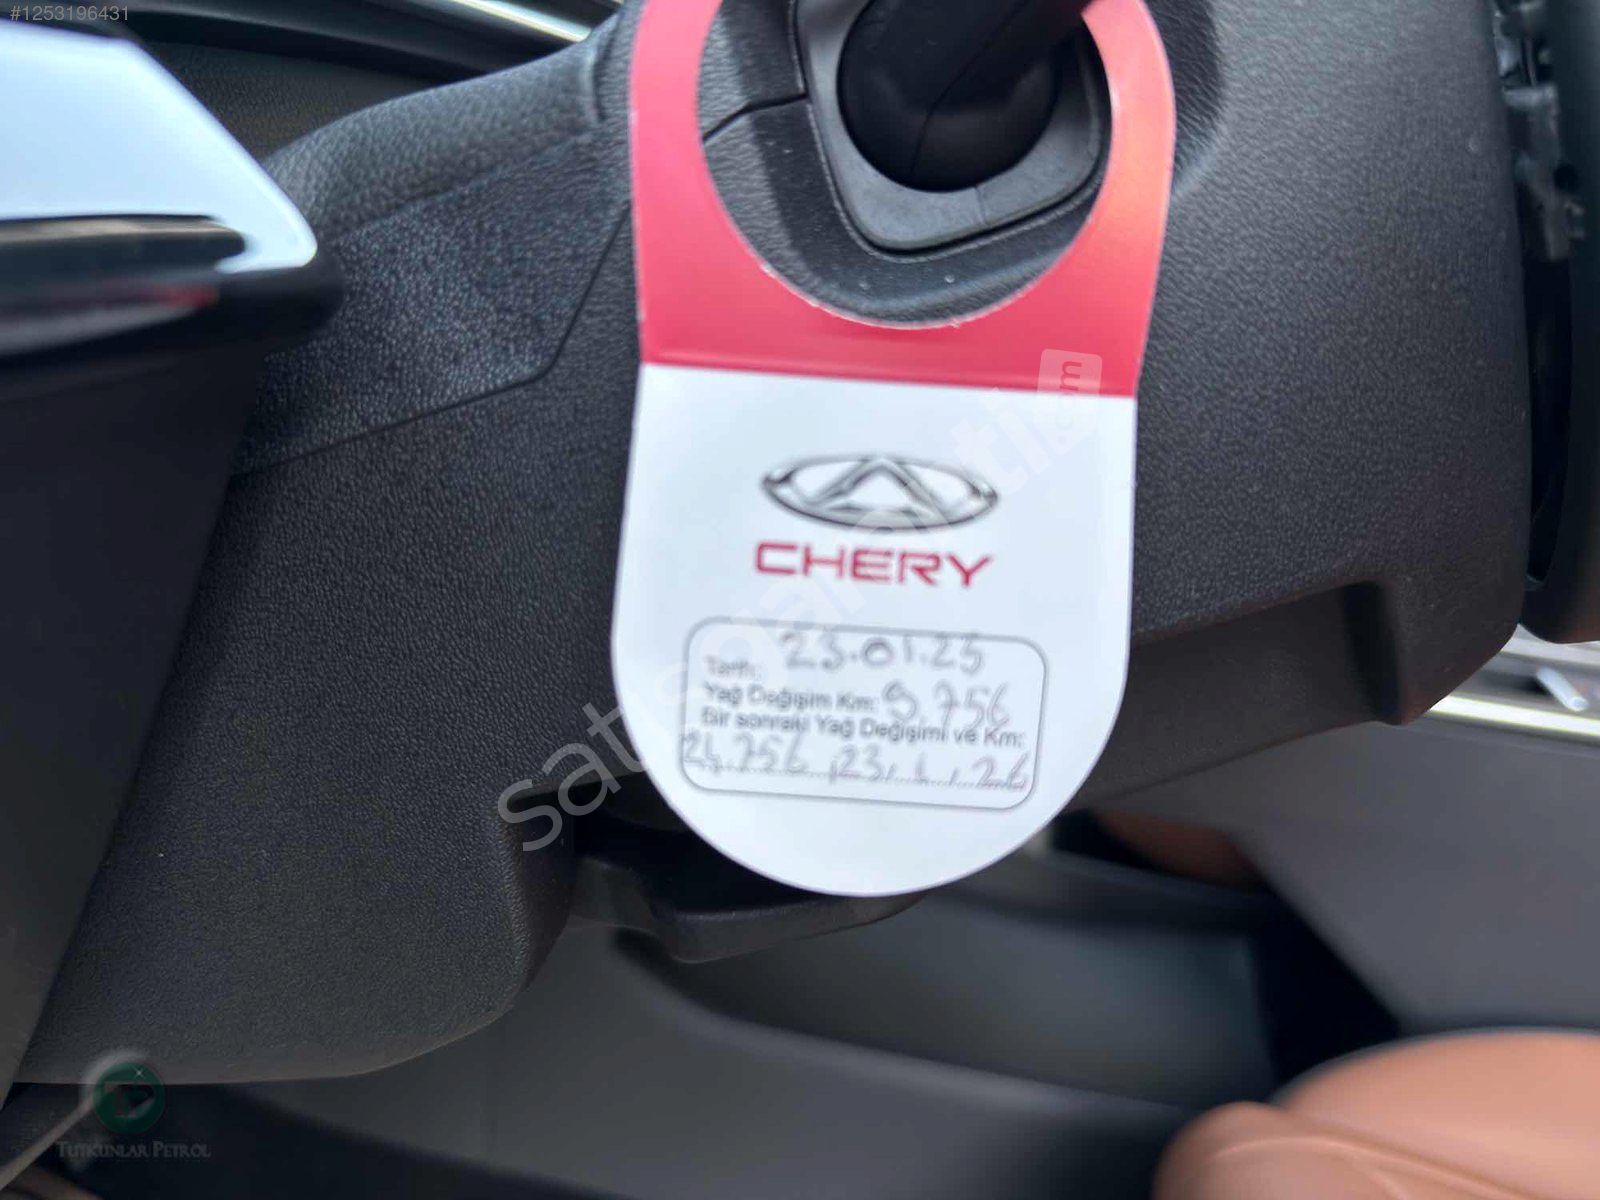 #1253196431
CHERY
Tarih: 23.01.25
Yağ Değişim Km: 9 756
Bir sonraki Yağ Değişimi ve Km:
24.756, 23, 1, 26
TUTKUNLAR PETROL